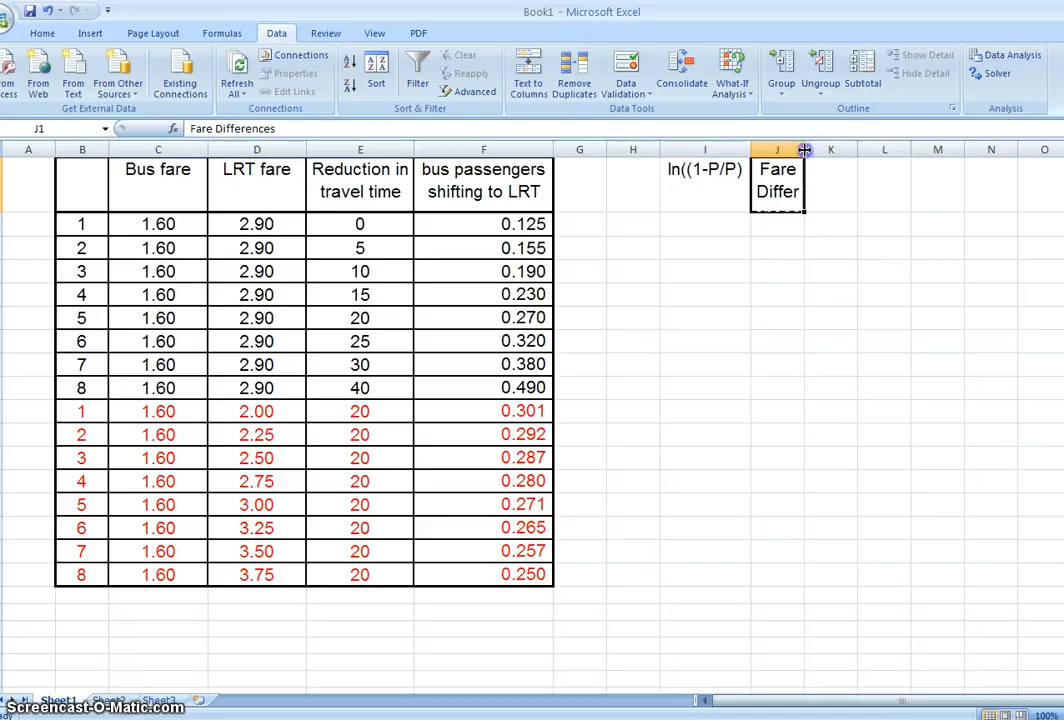 Book1 - Microsoft Excel
Home Insert Page Layout Formulas Data Review View PDF
From Web
From Text
From Other Sources
Existing Connections
Refresh All
Connections
Properties
Edit Links
Sort
Filter
Clear
Reapply
Advanced
Text to Columns
Remove Duplicates
Data Validation
Consolidate
What-If Analysis
Group
Ungroup
Subtotal
Show Detail
Hide Detail
Data Analysis
Solver
Get External Data Connections Sort & Filter Data Tools Outline Analysis
J1 fx Fare Differences
A B C D E F G H I J K L M N O
Bus fare LRT fare Reduction in travel time bus passengers shifting to LRT ln((1-P/P) Fare Differ
1 1.60 2.90 0 0.125
2 1.60 2.90 5 0.155
3 1.60 2.90 10 0.190
4 1.60 2.90 15 0.230
5 1.60 2.90 20 0.270
6 1.60 2.90 25 0.320
7 1.60 2.90 30 0.380
8 1.60 2.90 40 0.490
1 1.60 2.00 20 0.301
2 1.60 2.25 20 0.292
3 1.60 2.50 20 0.287
4 1.60 2.75 20 0.280
5 1.60 3.00 20 0.271
6 1.60 3.25 20 0.265
7 1.60 3.50 20 0.257
8 1.60 3.75 20 0.250
Sheet1 Sheet2 Sheet3
Screencast-O-Matic.com
100%